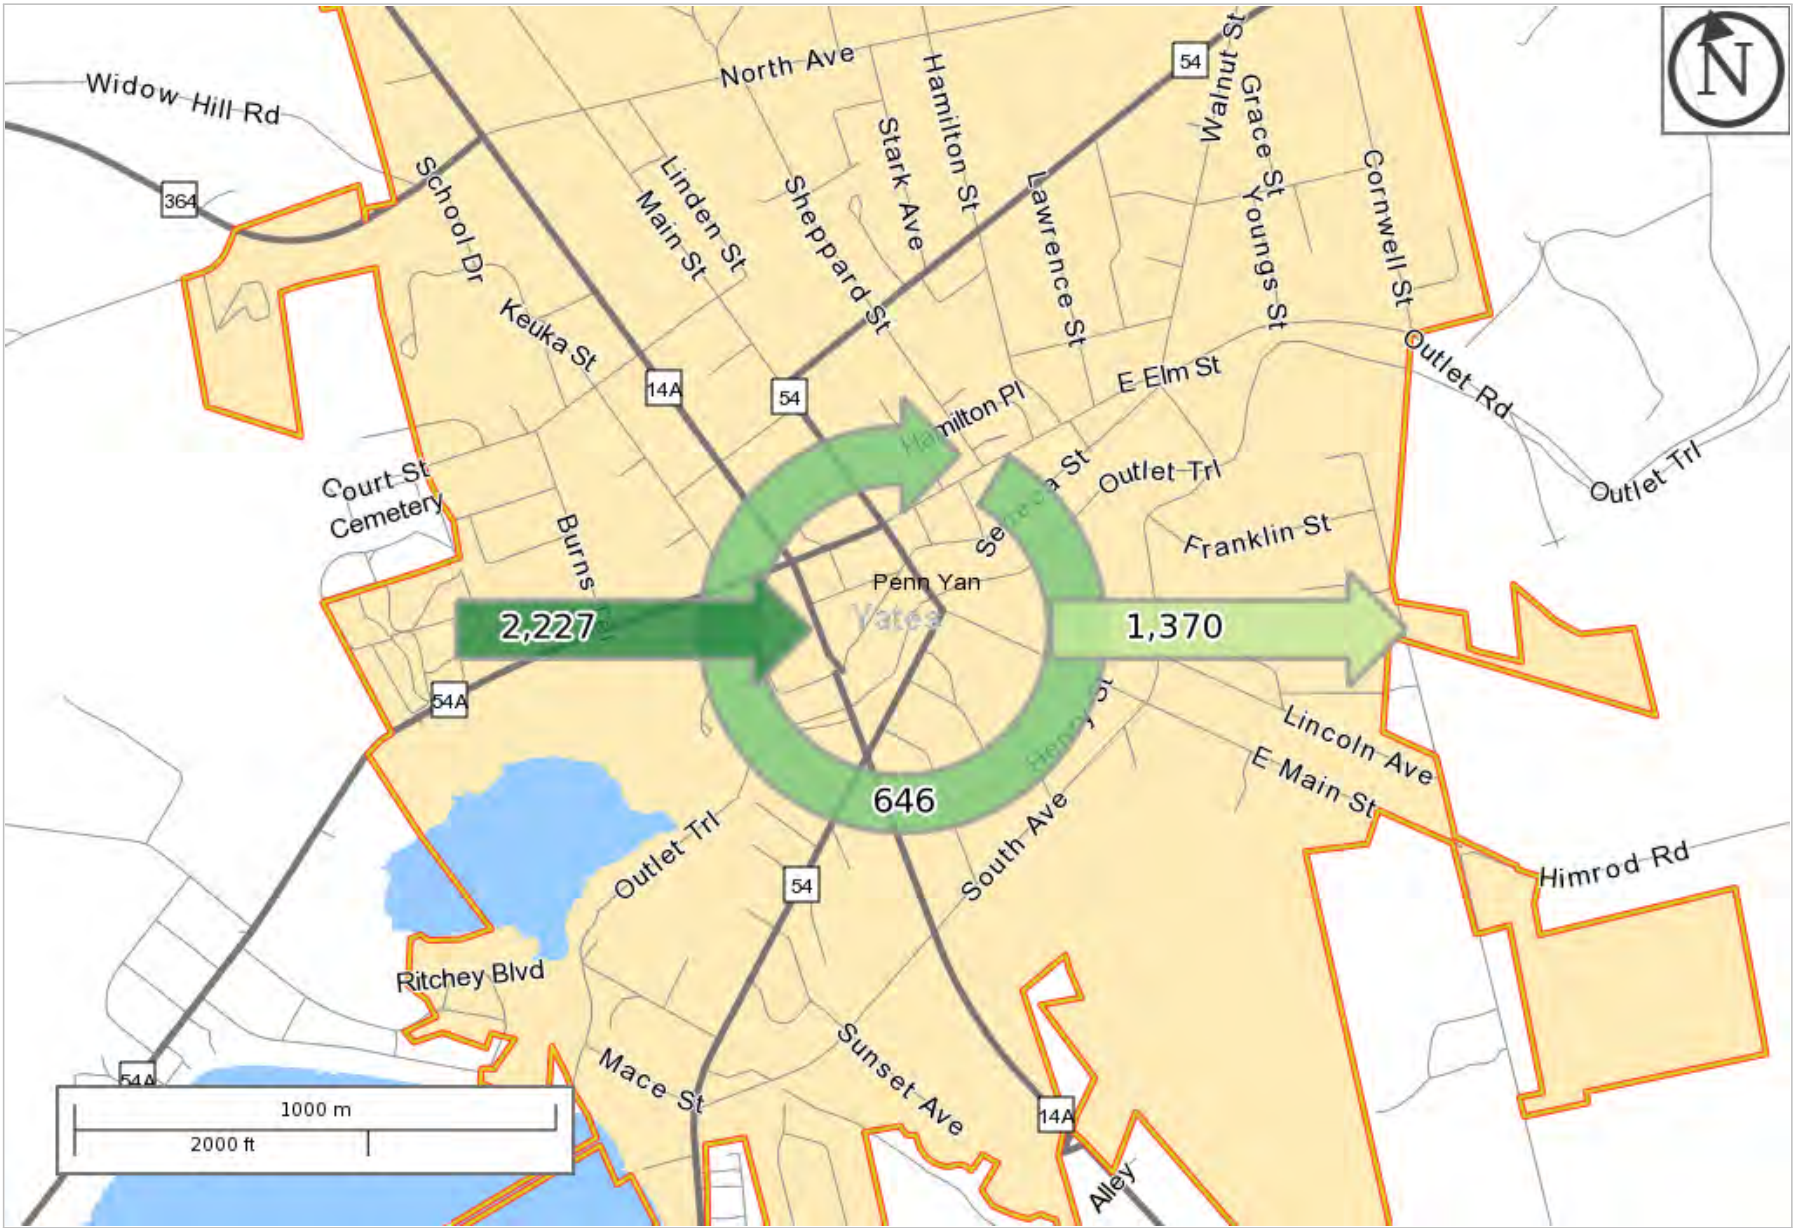 North Ave
54
Walnut St
N
Widow Hill Rd
Hamilton St
Grace St
364
School Dr
Linden St
Main St
Stark Ave
Sheppard St
Lawrence St
Youngs St
Cornwell St
Keuka St
14A
54
E Elm St
Outlet Rd
Hamilton Pl
Court St
Cemetery
Seneca St
Outlet Trl
Outlet Trl
Burns
Franklin St
Penn Yan
Yates
2,227
1,370
54A
Henry St
Lincoln Ave
E Main St
646
Outlet Trl
54
South Ave
Himrod Rd
Ritchey Blvd
Sunset Ave
Mace St
54A
1000 m
2000 ft
14A
Alley